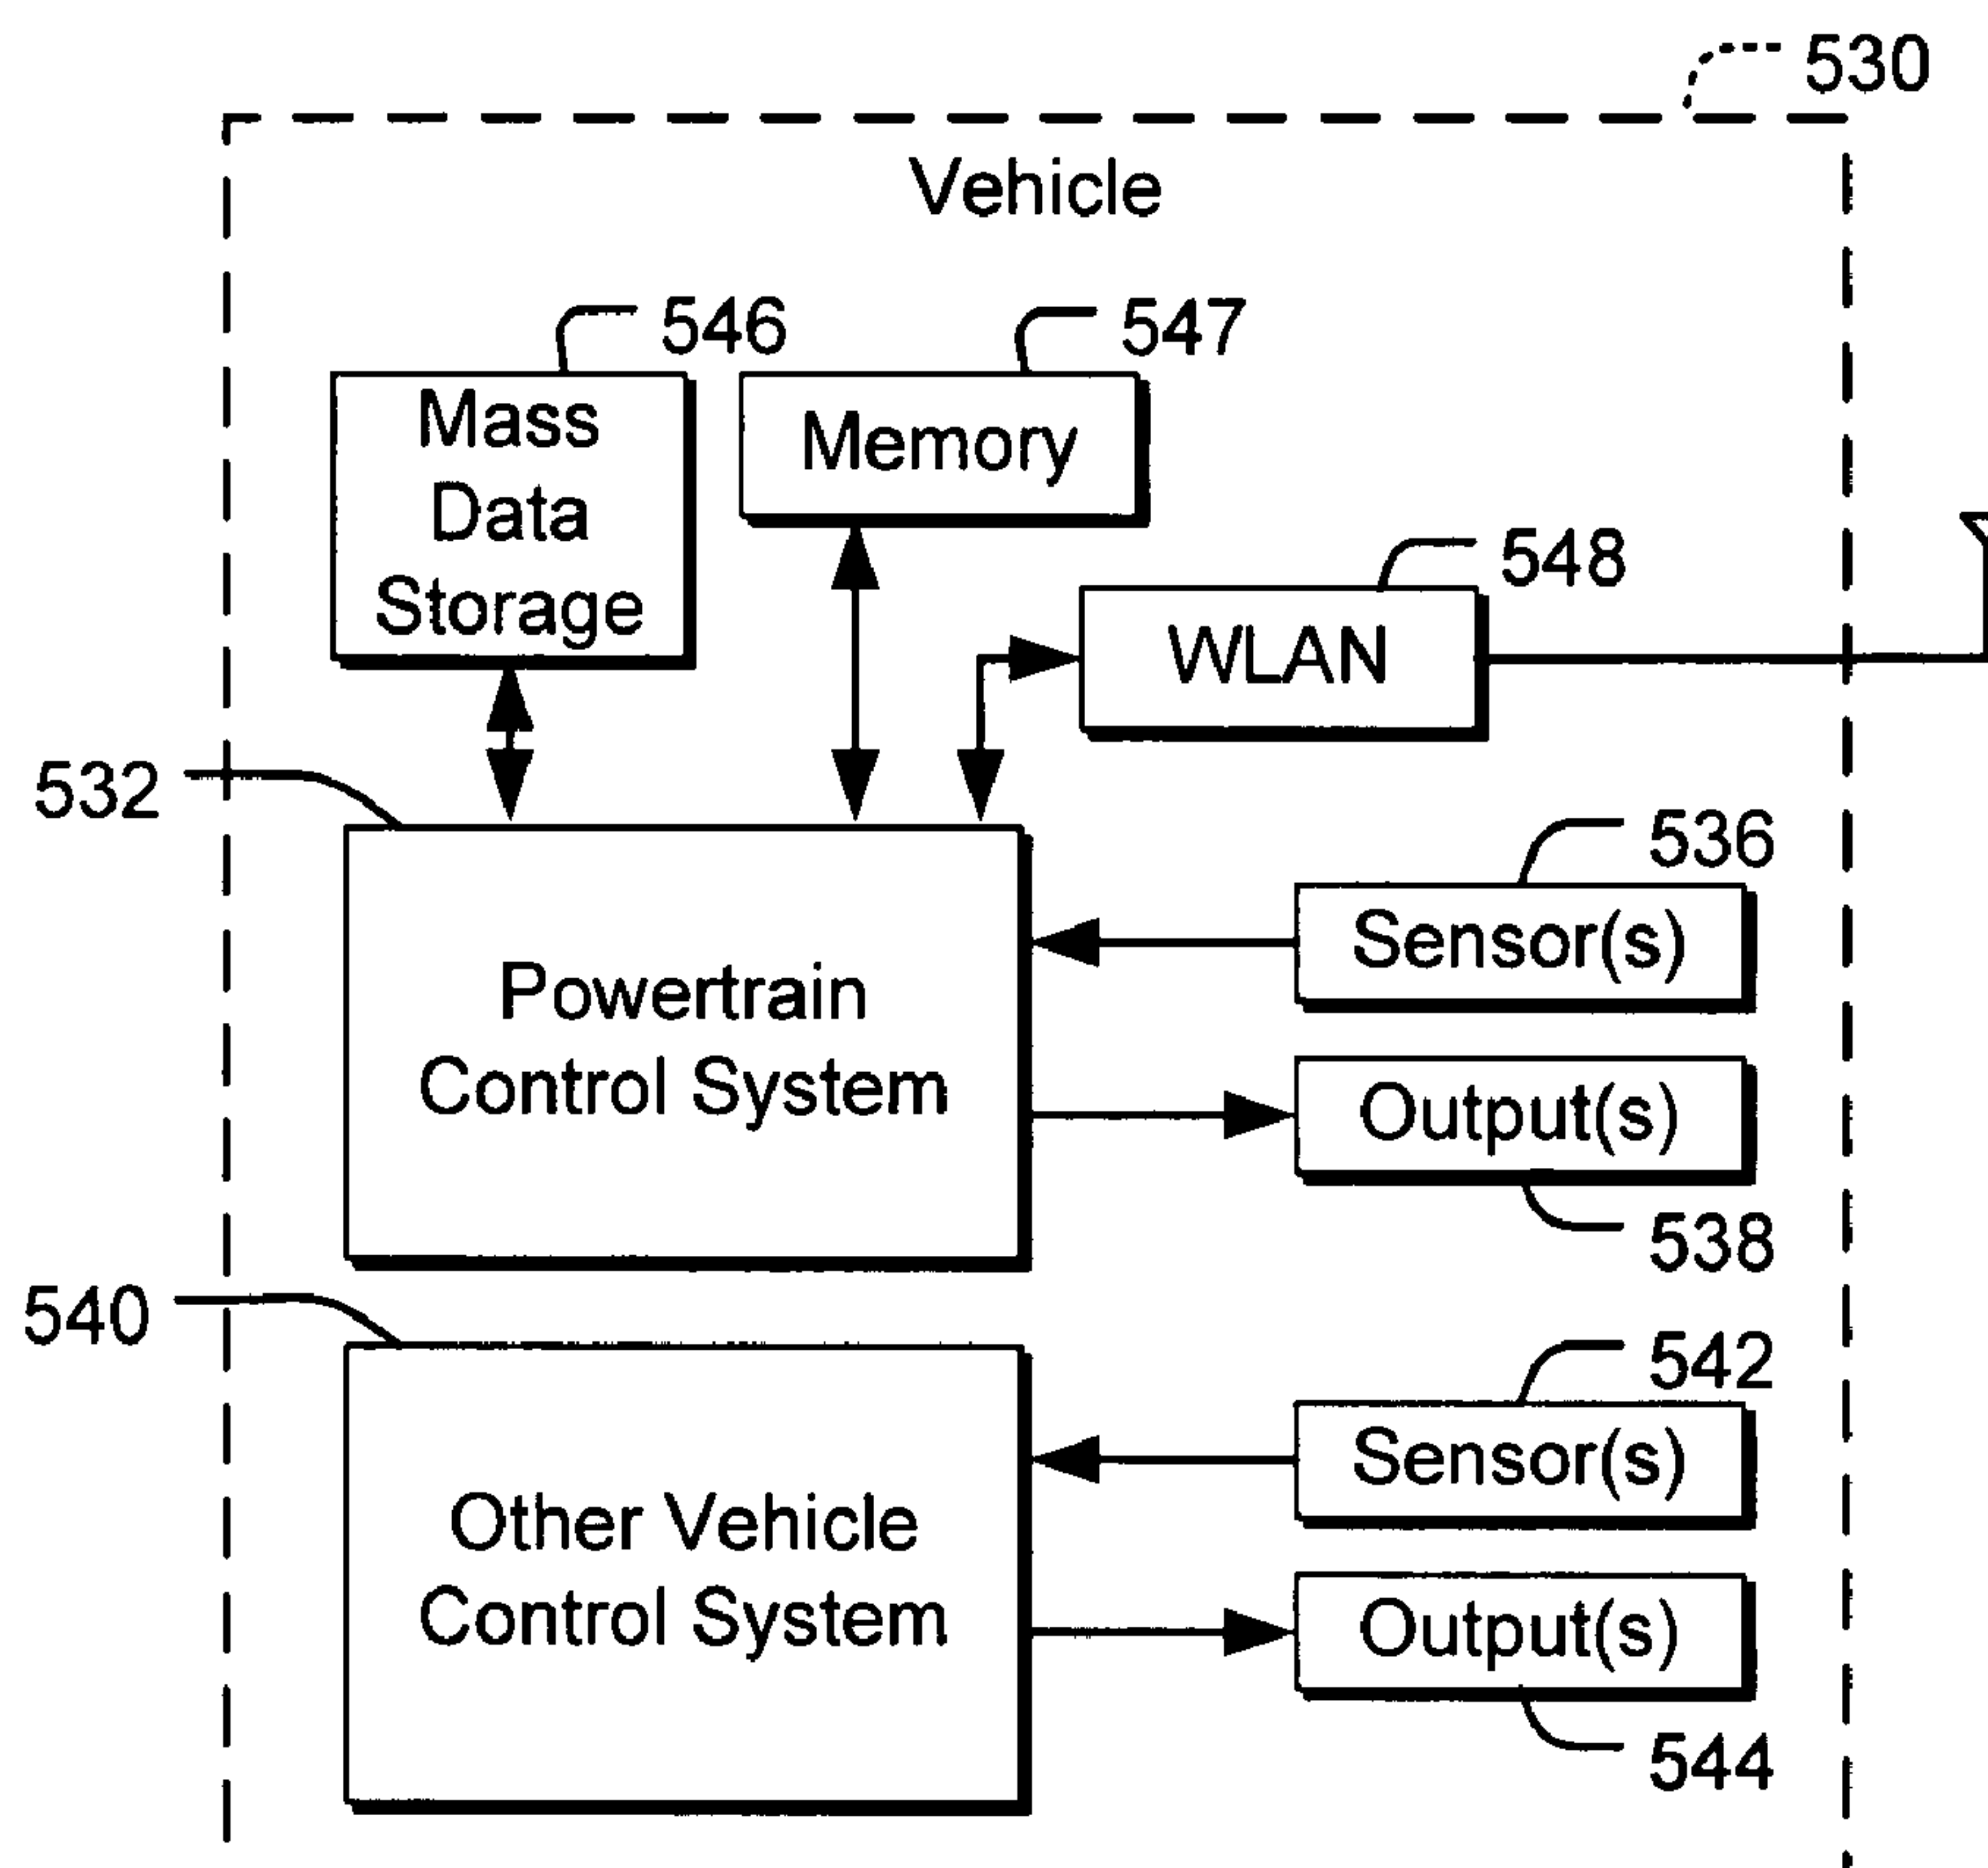 530
Vehicle
546
547
Mass
Data
Storage
Memory
548
WLAN
532
536
Sensor(s)
Powertrain
Control System
Output(s)
538
540
542
Sensor(s)
Other Vehicle
Control System
Output(s)
544